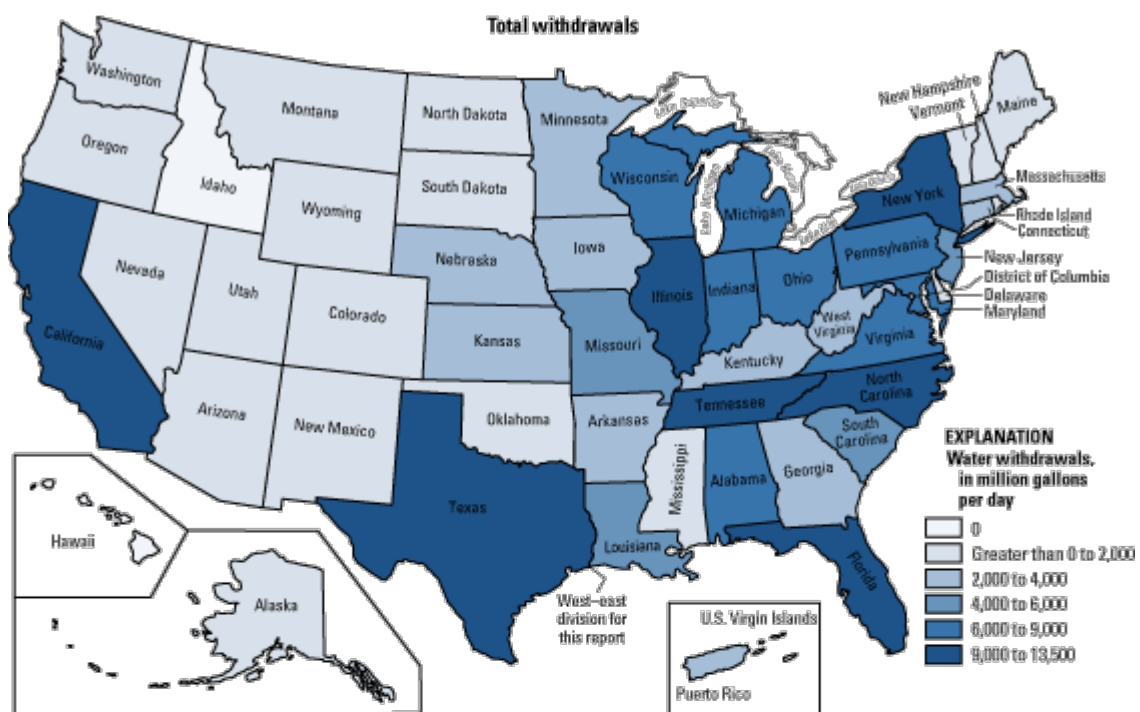 Total withdrawals
Washington
Oregon
California
Nevada
Idaho
Montana
Wyoming
Utah
Colorado
Arizona
New Mexico
North Dakota
South Dakota
Nebraska
Kansas
Oklahoma
Texas
Minnesota
Iowa
Missouri
Arkansas
Louisiana
Wisconsin
Illinois
Michigan
Indiana
Ohio
Kentucky
Tennessee
Mississippi
Alabama
Georgia
Florida
South
Carolina
North
Carolina
Virginia
West
Virginia
Pennsylvania
New York
New Hampshire
Vermont
Maine
Massachusetts
Rhode Island
Connecticut
New Jersey
District of Columbia
Delaware
Maryland
Lake Superior
Lake Michigan
Hawaii
Alaska
West–east
division for
this report
U.S. Virgin Islands
Puerto Rico
EXPLANATION
Water withdrawals,
in million gallons
per day
0
Greater than 0 to 2,000
2,000 to 4,000
4,000 to 6,000
6,000 to 9,000
9,000 to 13,500